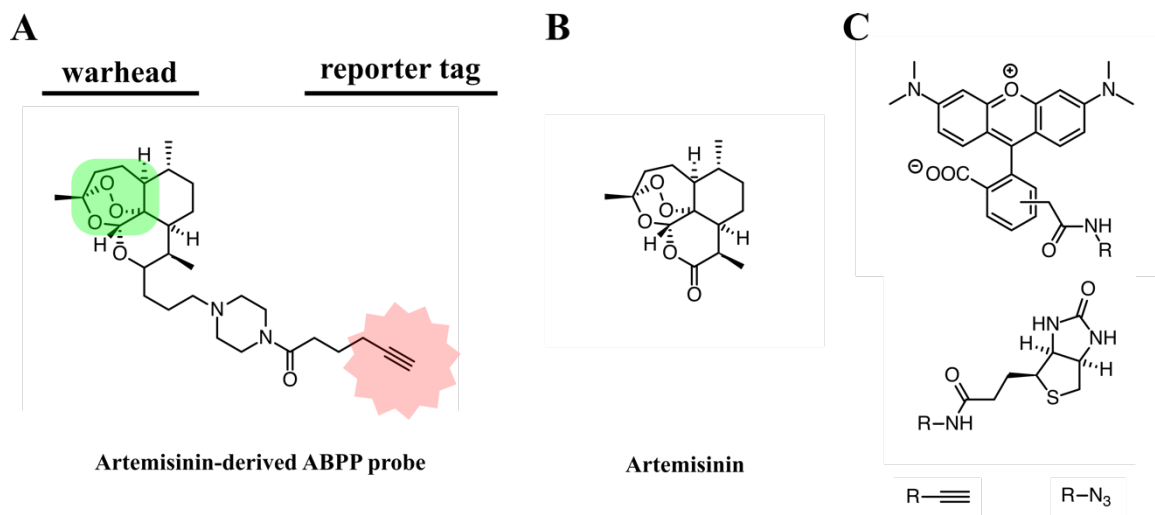 A
B
C
warhead
reporter tag
H
O
O
O
H
O
H
N
N
O
H
O
O
O
H
O
H
O
N
O
⊕
N
⊖OOC
O
NH
R
O
HN
NH
H
H
S
O
R-NH
Artemisinin-derived ABPP probe
Artemisinin
R
R-N₃